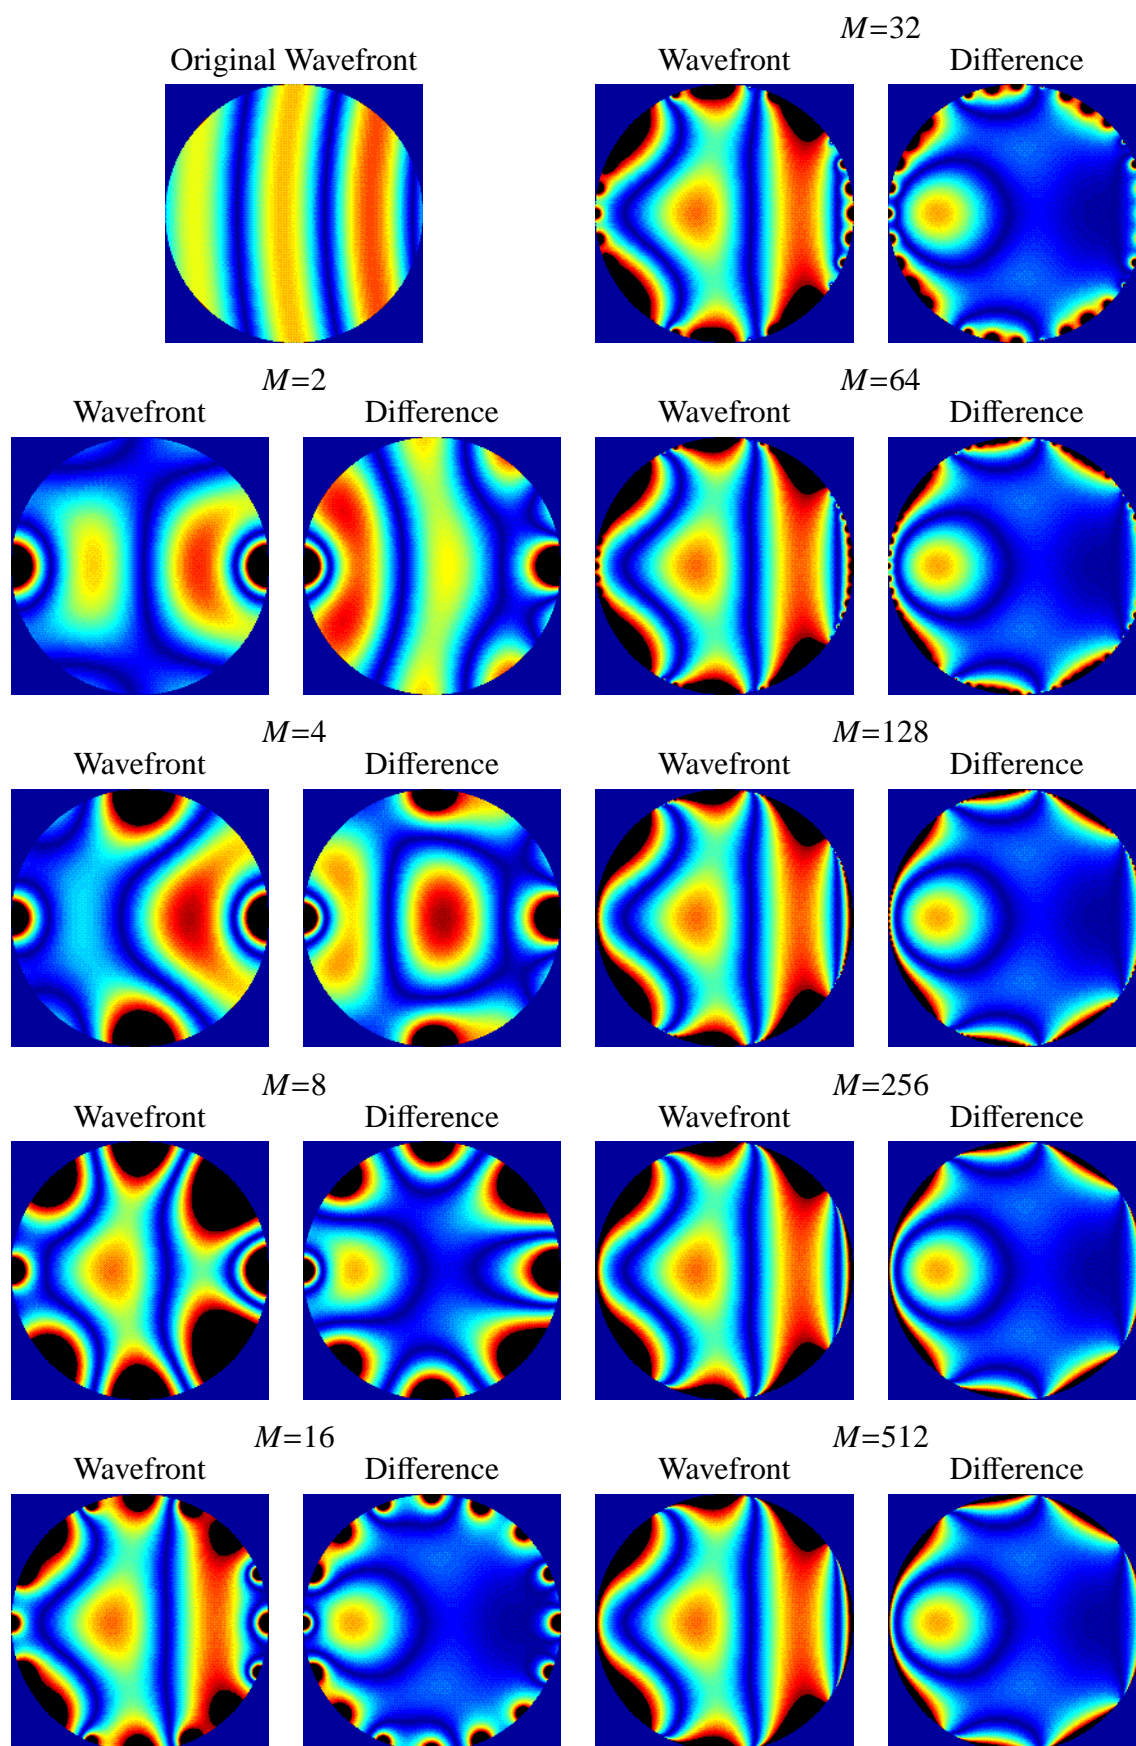 Original Wavefront
M=2
Wavefront Difference
M=4
Wavefront Difference
M=8
Wavefront Difference
M=16
Wavefront Difference
M=32
Wavefront Difference
M=64
Wavefront Difference
M=128
Wavefront Difference
M=256
Wavefront Difference
M=512
Wavefront Difference